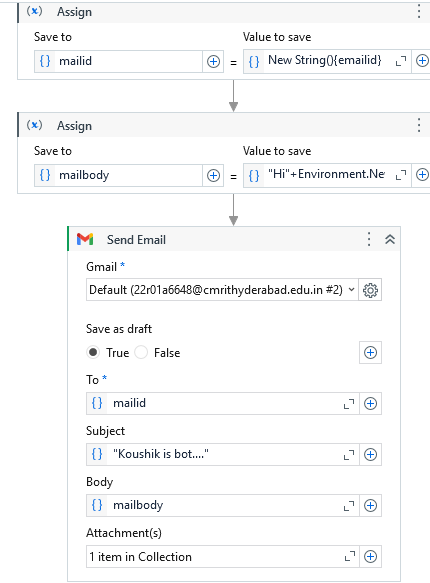 Assign
Save to Value to save
mailid = New String(){emailid}
Assign
Save to Value to save
mailbody = "Hi"+Environment.Ne
Send Email
Gmail *
Default (22r01a6648@cmrithyderabad.edu.in #2)
Save as draft
True False
To *
mailid
Subject
"Koushik is bot...."
Body
mailbody
Attachment(s)
1 item in Collection